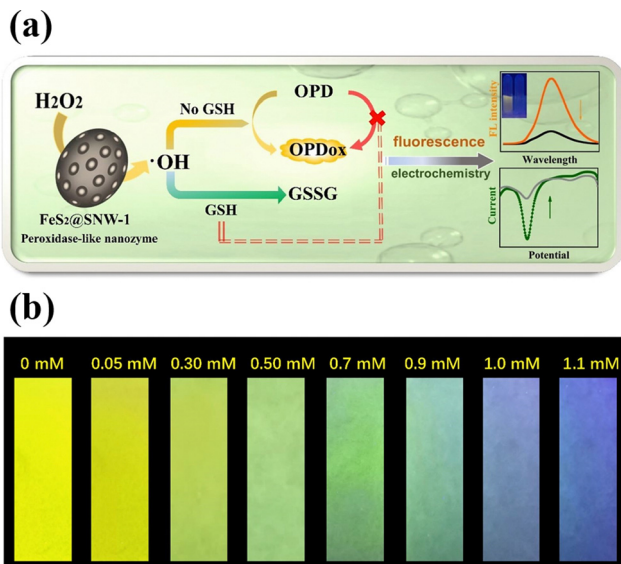 (a)
H2O2
·OH
FeS2@SNW-1
Peroxidase-like nanozyme
No GSH
OPD
OPDox
GSSG
GSH
fluorescence
electrochemistry
FL intensity
Wavelength
Current
Potential
(b)
0 mM 0.05 mM 0.30 mM 0.50 mM 0.7 mM 0.9 mM 1.0 mM 1.1 mM